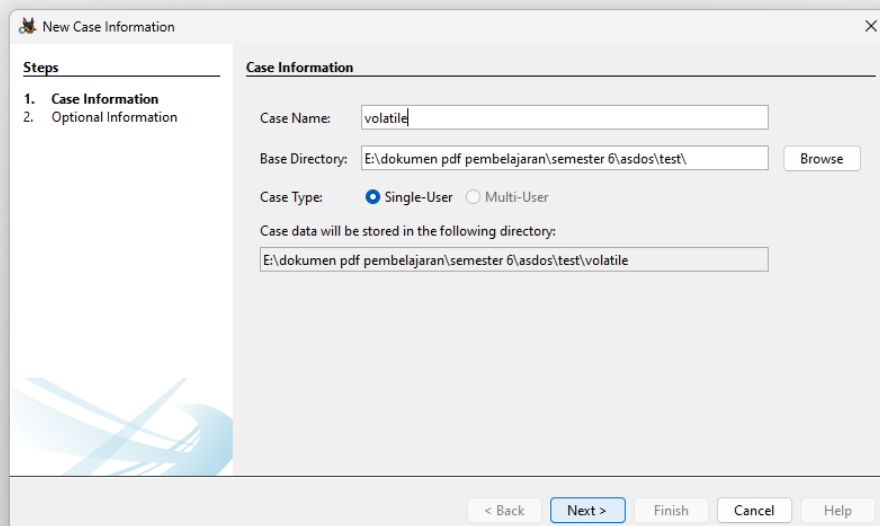 New Case Information
Steps
1. Case Information
2. Optional Information
Case Information
Case Name: volatile
Base Directory: E:\dokumen pdf pembelajaran\semester 6\asdos\test\ Browse
Case Type: Single-User Multi-User
Case data will be stored in the following directory:
E:\dokumen pdf pembelajaran\semester 6\asdos\test\volatile
< Back Next > Finish Cancel Help